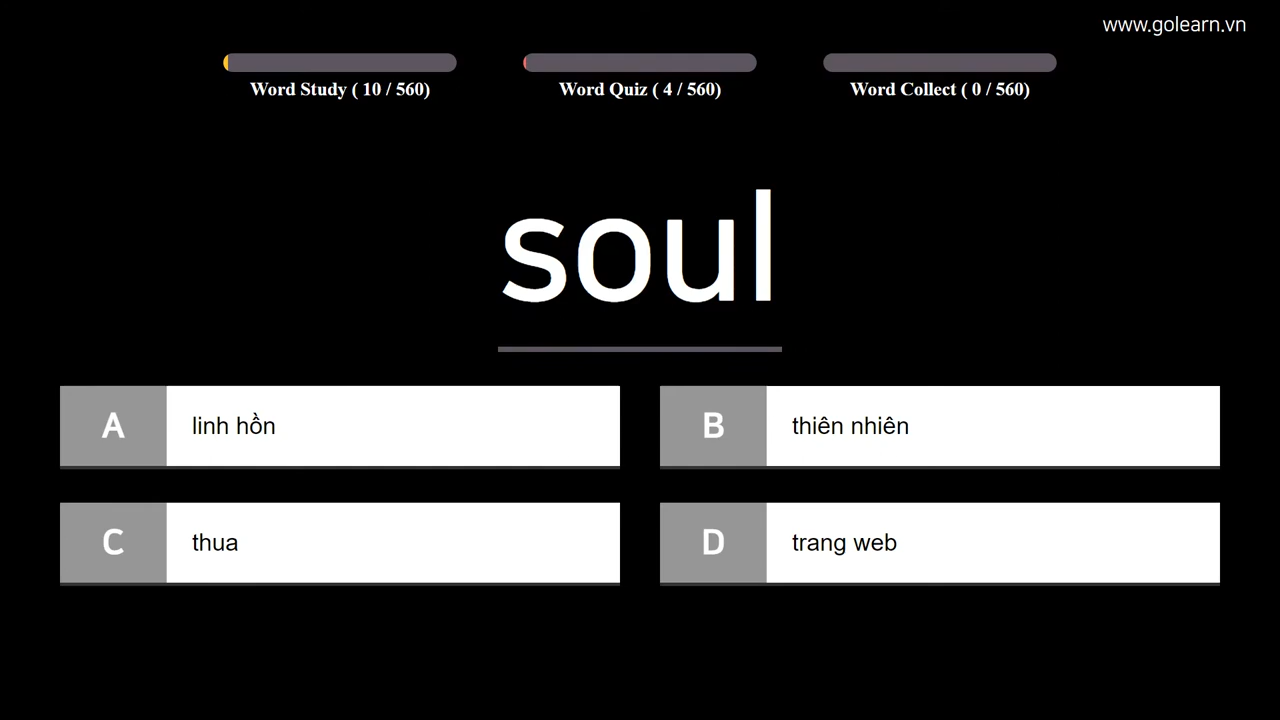 www.golearn.vn
Word Study ( 10 / 560)
Word Quiz ( 4 / 560)
Word Collect ( 0 / 560)
soul
A linh hồn
B thiên nhiên
C thua
D trang web